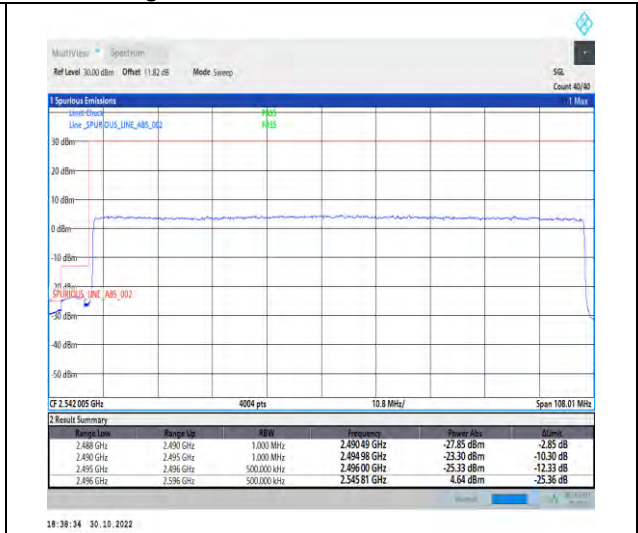 MultiView Spectrum
Ref Level 30.00 dBm Offset 11.82 dB Mode Sweep SGL
Count 40/40
1 Spurious Emissions 1 Max
Limit Check PASS
Line _SPURIOUS_LINE_ABS_002 PASS
30 dBm
20 dBm
10 dBm
0 dBm
-10 dBm
-20 dBm
SPURIOUS_LINE_ABS_002
-30 dBm
-40 dBm
-50 dBm
CF 2.542 005 GHz 4004 pts 10.8 MHz/ Span 108.01 MHz
2 Result Summary
Range Low Range Up RBW Frequency Power Abs ΔLimit
2.488 GHz 2.490 GHz 1.000 MHz 2.490 49 GHz -27.85 dBm -2.85 dB
2.490 GHz 2.495 GHz 1.000 MHz 2.494 98 GHz -23.30 dBm -10.30 dB
2.495 GHz 2.496 GHz 500.000 kHz 2.496 00 GHz -25.33 dBm -12.33 dB
2.496 GHz 2.596 GHz 500.000 kHz 2.545 81 GHz 4.64 dBm -25.36 dB
18:38:34 30.10.2022